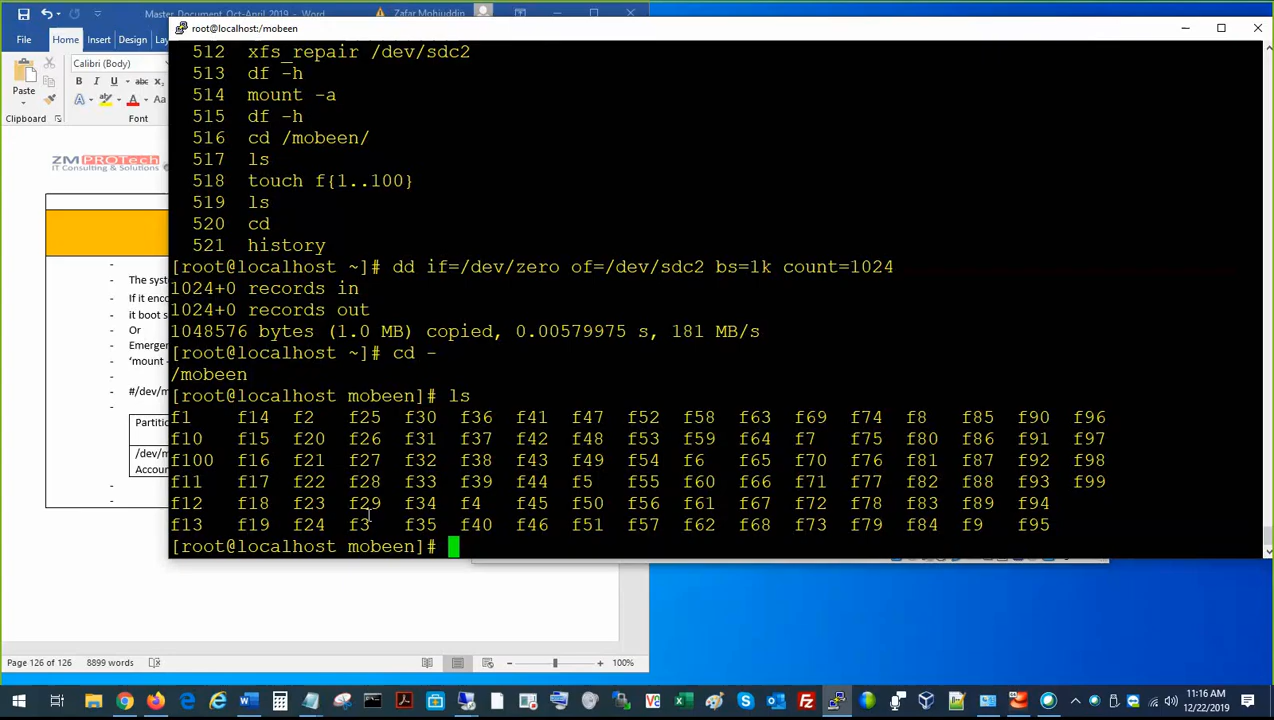 Master_Document_Oct-April_2019 - Word
Zafar Mohiuddin
File Home Insert Design
Calibri (Body)
Paste
Clipboard
Font
ZMPROTech
IT Consulting & Solutions
- The syst
- If it enco
- it boot s
- Or
- Emergen
- 'mount
- #/dev/m
Partitio
/dev/m
Accoun
root@localhost:/mobeen
512 xfs_repair /dev/sdc2
513 df -h
514 mount -a
515 df -h
516 cd /mobeen/
517 ls
518 touch f{1..100}
519 ls
520 cd
521 history
[root@localhost ~]# dd if=/dev/zero of=/dev/sdc2 bs=1k count=1024
1024+0 records in
1024+0 records out
1048576 bytes (1.0 MB) copied, 0.00579975 s, 181 MB/s
[root@localhost ~]# cd -
/mobeen
[root@localhost mobeen]# ls
f1 f14 f2 f25 f30 f36 f41 f47 f52 f58 f63 f69 f74 f8 f85 f90 f96
f10 f15 f20 f26 f31 f37 f42 f48 f53 f59 f64 f7 f75 f80 f86 f91 f97
f100 f16 f21 f27 f32 f38 f43 f49 f54 f6 f65 f70 f76 f81 f87 f92 f98
f11 f17 f22 f28 f33 f39 f44 f5 f55 f60 f66 f71 f77 f82 f88 f93 f99
f12 f18 f23 f29 f34 f4 f45 f50 f56 f61 f67 f72 f78 f83 f89 f94
f13 f19 f24 f3 f35 f40 f46 f51 f57 f62 f68 f73 f79 f84 f9 f95
[root@localhost mobeen]#
Page 126 of 126 8899 words
100%
11:16 AM
12/22/2019